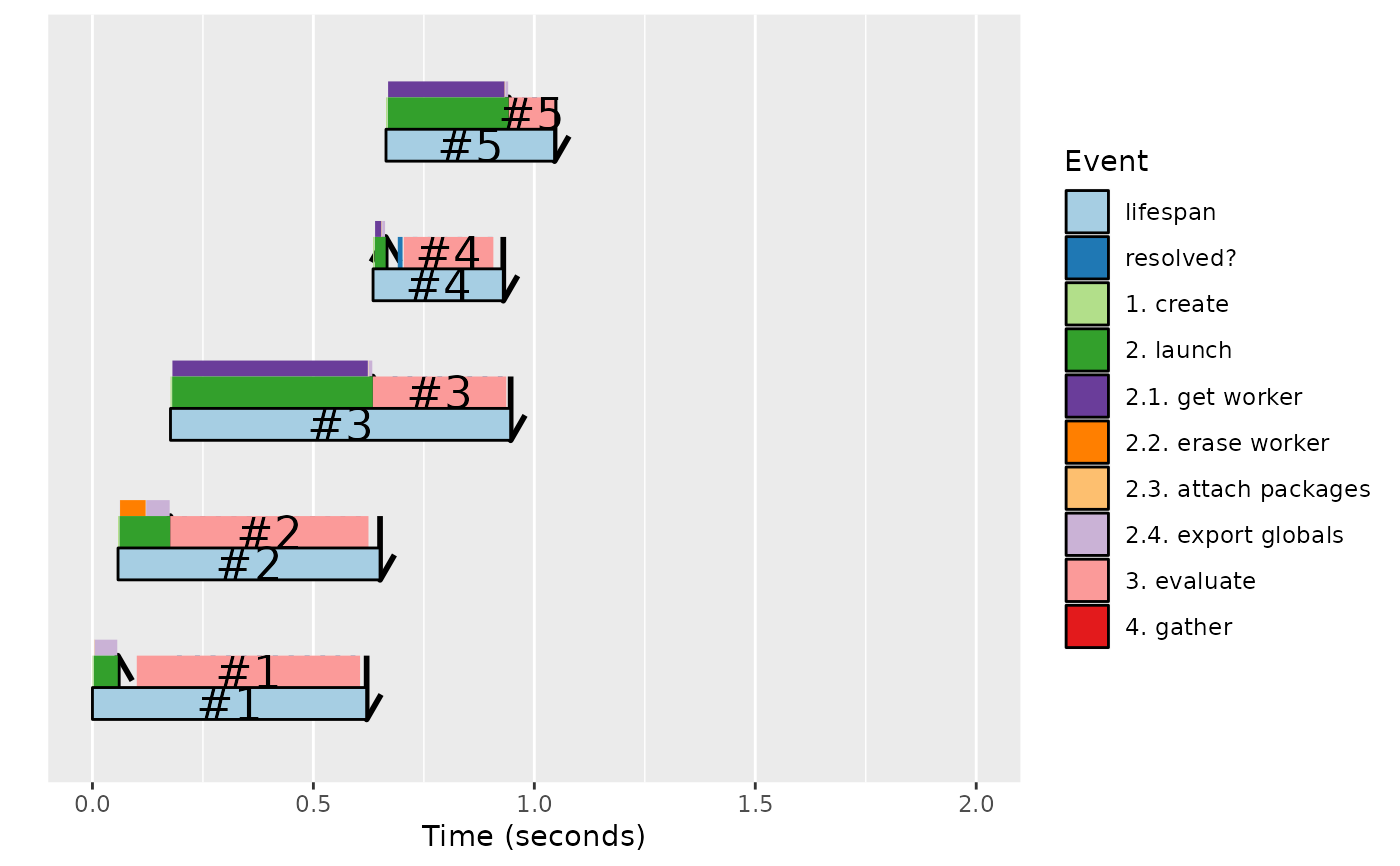 #5
#5
#4
#4
#3
#3
#2
#2
#1
#1
0.0 0.5 1.0 1.5 2.0
Time (seconds)
Event
lifespan
resolved?
1. create
2. launch
2.1. get worker
2.2. erase worker
2.3. attach packages
2.4. export globals
3. evaluate
4. gather